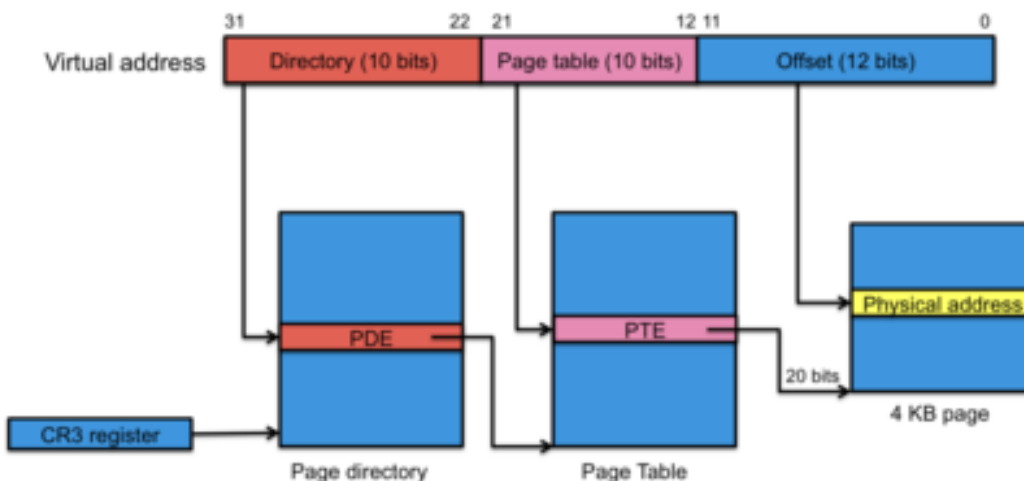 31 22 21 12 11 0
Virtual address Directory (10 bits) Page table (10 bits) Offset (12 bits)
Physical address
PDE PTE
20 bits
4 KB page
CR3 register
Page directory Page Table